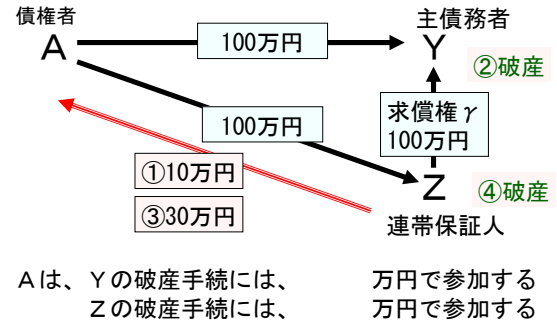 債権者
主債務者
A
100万円
Y
②破産
100万円
求償権γ
100万円
①10万円
Z
④破産
③30万円
連帯保証人
Aは、Yの破産手続には、 万円で参加する
Zの破産手続には、 万円で参加する